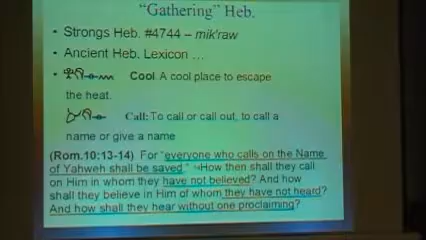 "Gathering" Heb.
• Strongs Heb. #4744 – mik'raw
• Ancient Heb. Lexicon …
• Cool. A cool place to escape
the heat.
Call: To call or call out, to call a
name or give a name
(Rom.10:13-14) For "everyone who calls on the Name
of Yahweh shall be saved." ¹⁴How then shall they call
on Him in whom they have not believed? And how
shall they believe in Him of whom they have not heard?
And how shall they hear without one proclaiming?